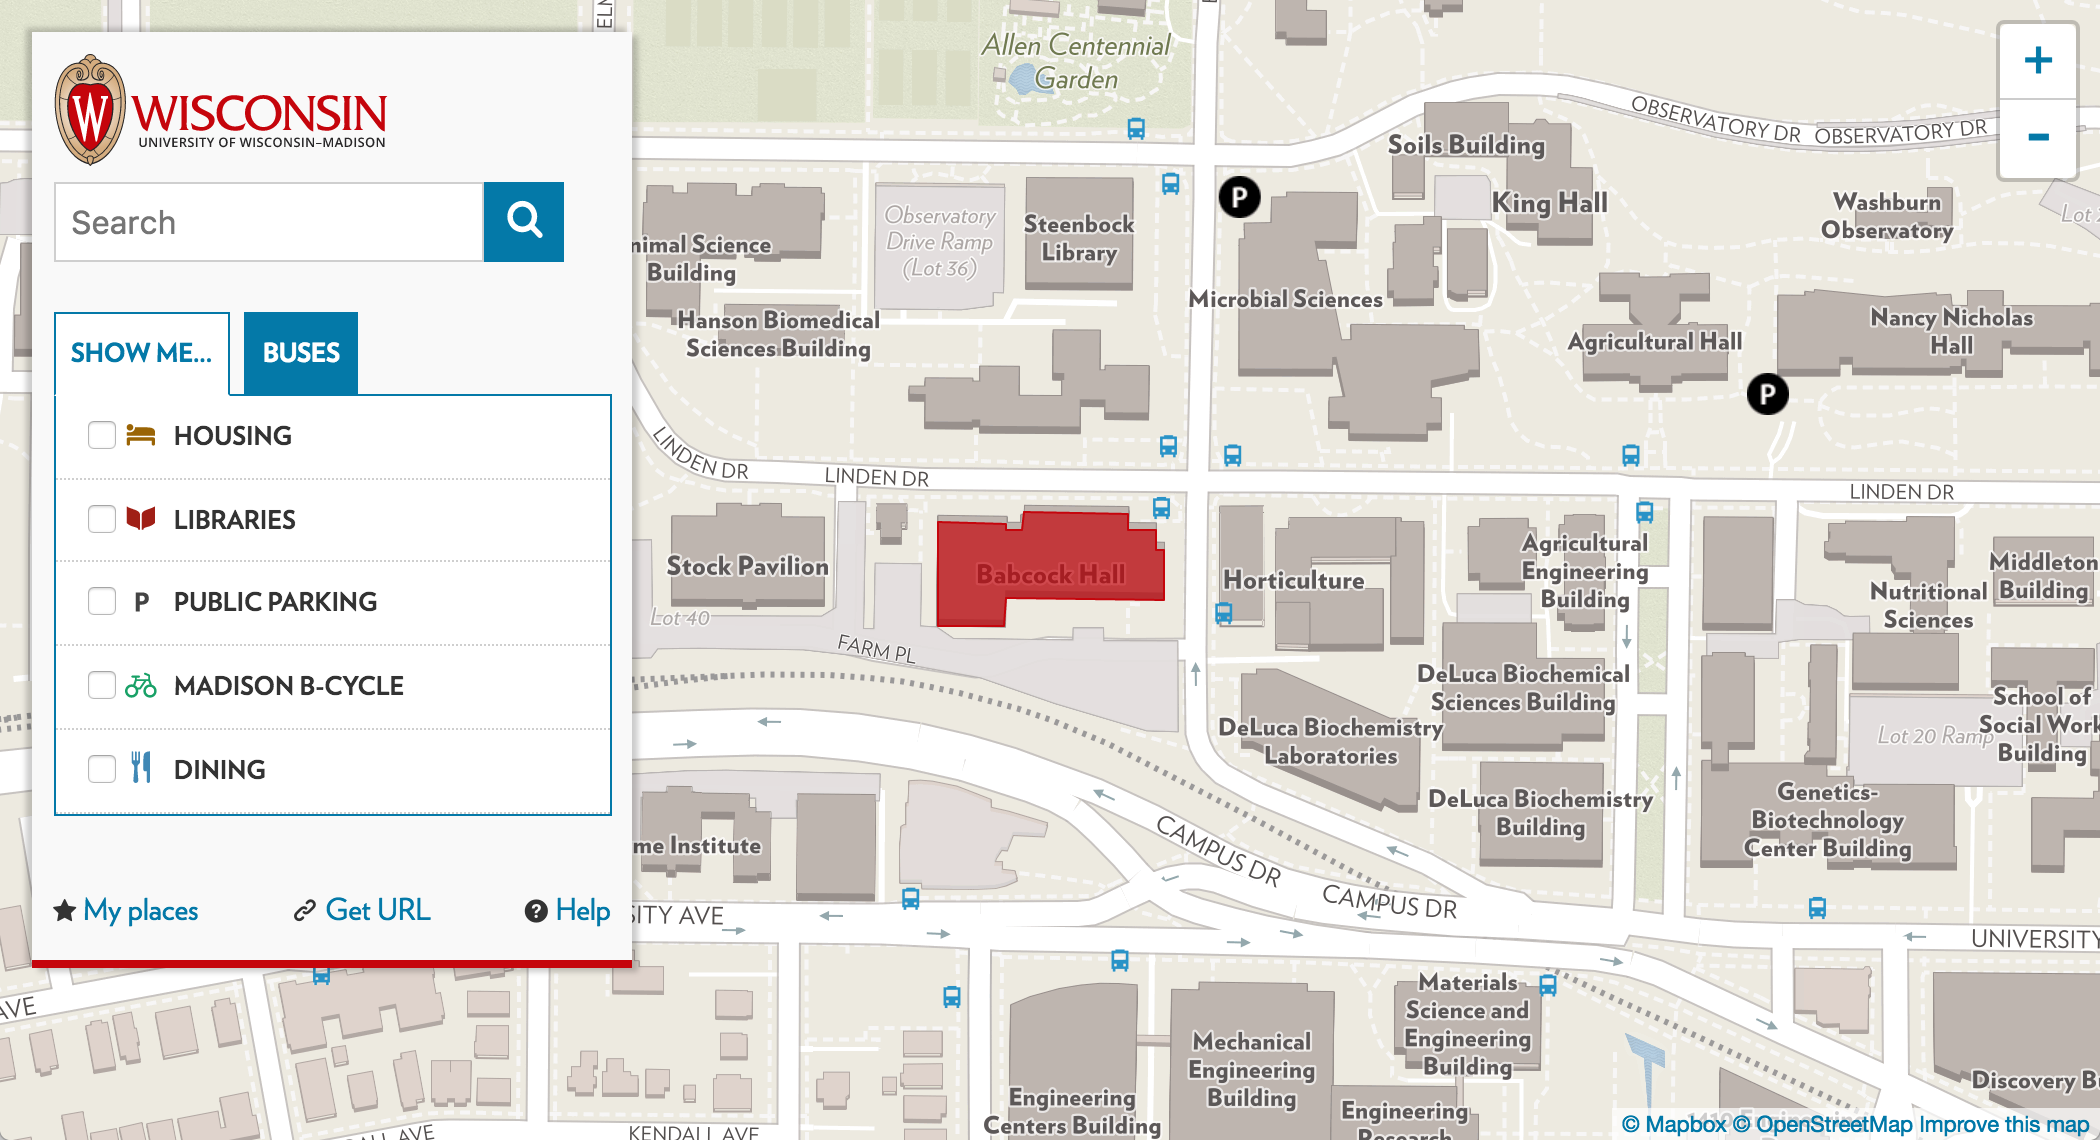 WISCONSIN
UNIVERSITY OF WISCONSIN–MADISON
Search
SHOW ME...
BUSES
HOUSING
LIBRARIES
P PUBLIC PARKING
MADISON B-CYCLE
DINING
My places
Get URL
? Help
+
-
Allen Centennial
Garden
OBSERVATORY DR
OBSERVATORY DR
Soils Building
King Hall
Washburn
Observatory
P
Observatory
Drive Ramp
(Lot 36)
Steenbock
Library
nimal Science
Building
Microbial Sciences
Hanson Biomedical
Sciences Building
Agricultural Hall
Nancy Nicholas
Hall
P
LINDEN DR
LINDEN DR
LINDEN DR
Stock Pavilion
Babcock Hall
Horticulture
Agricultural
Engineering
Building
Nutritional
Sciences
Middleton
Building
Lot 40
FARM PL
DeLuca Biochemical
Sciences Building
DeLuca Biochemistry
Laboratories
DeLuca Biochemistry
Building
School of
Social Work
Building
Lot 20 Ramp
Genetics-
Biotechnology
Center Building
me Institute
CAMPUS DR
CAMPUS DR
SITY AVE
UNIVERSITY
AVE
Materials
Science and
Engineering
Building
Mechanical
Engineering
Building
Engineering
Centers Building
Engineering
Research
Discovery B
KENDALL AVE
ALL AVE
© Mapbox © OpenStreetMap Improve this map